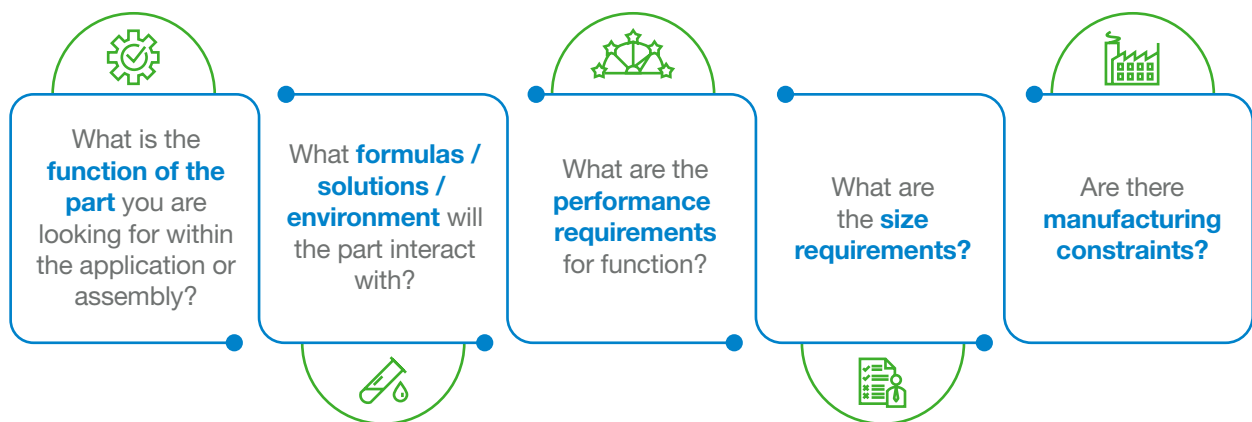 What is the
function of the
part you are
looking for within
the application or
assembly?
What formulas /
solutions /
environment will
the part interact
with?
What are the
performance
requirements
for function?
What are
the size
requirements?
Are there
manufacturing
constraints?